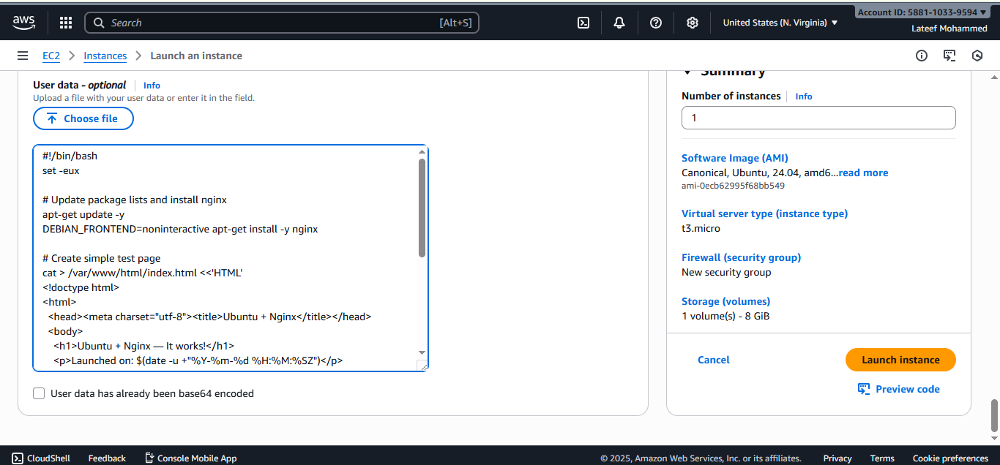 aws
Search
[Alt+S]
United States (N. Virginia) ▼
Account ID: 5881-1033-9594 ▼
Lateef Mohammed
EC2 > Instances > Launch an instance
User data - optional
Info
Upload a file with your user data or enter it in the field.
Choose file
#!/bin/bash
set -eux
# Update package lists and install nginx
apt-get update -y
DEBIAN_FRONTEND=noninteractive apt-get install -y nginx
# Create simple test page
cat > /var/www/html/index.html <<'HTML'
<!doctype html>
<html>
<head><meta charset="utf-8"><title>Ubuntu + Nginx</title></head>
<body>
<h1>Ubuntu + Nginx — It works!</h1>
<p>Launched on: $(date -u +"%Y-%m-%d %H:%M:%SZ")</p>
User data has already been base64 encoded
Summary
Number of instances
Info
1
Software Image (AMI)
Canonical, Ubuntu, 24.04, amd6...read more
ami-0ecb62995f68bb549
Virtual server type (instance type)
t3.micro
Firewall (security group)
New security group
Storage (volumes)
1 volume(s) - 8 GiB
Cancel
Launch instance
Preview code
CloudShell
Feedback
Console Mobile App
© 2025, Amazon Web Services, Inc. or its affiliates.
Privacy
Terms
Cookie preferences